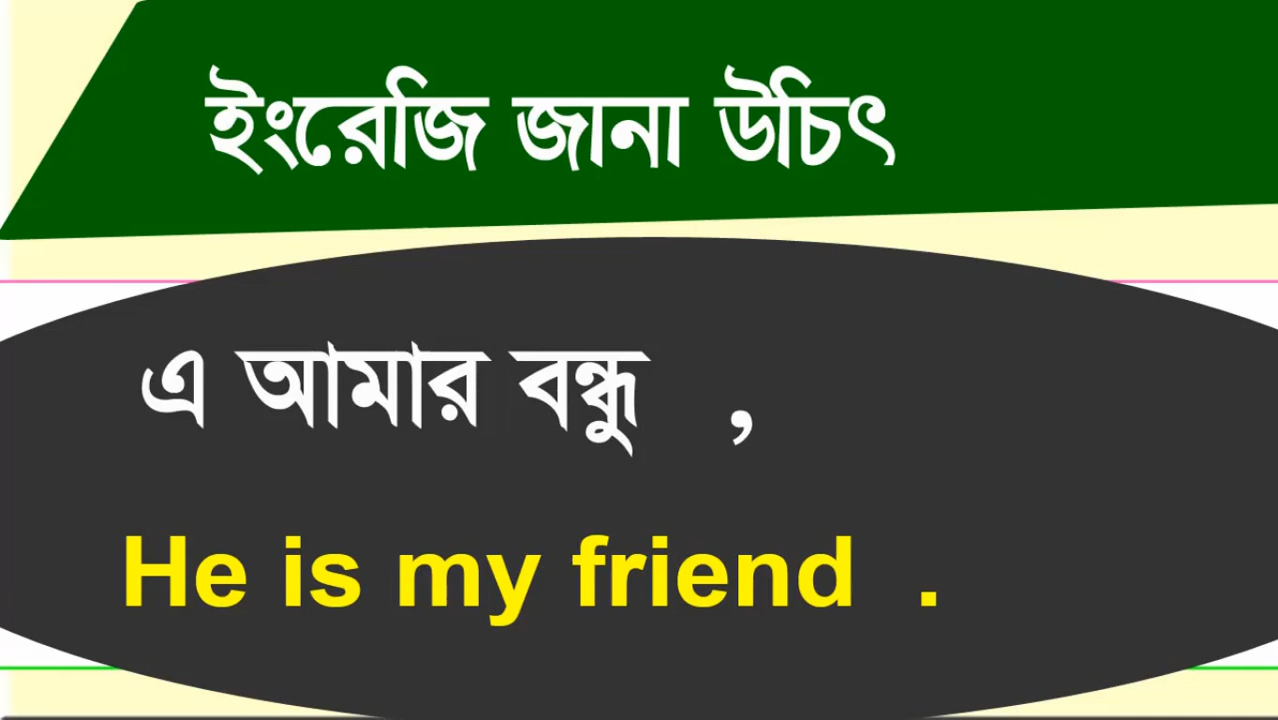 ইংরেজি জানা উচিৎ
এ আমার বন্ধু ,
He is my friend .